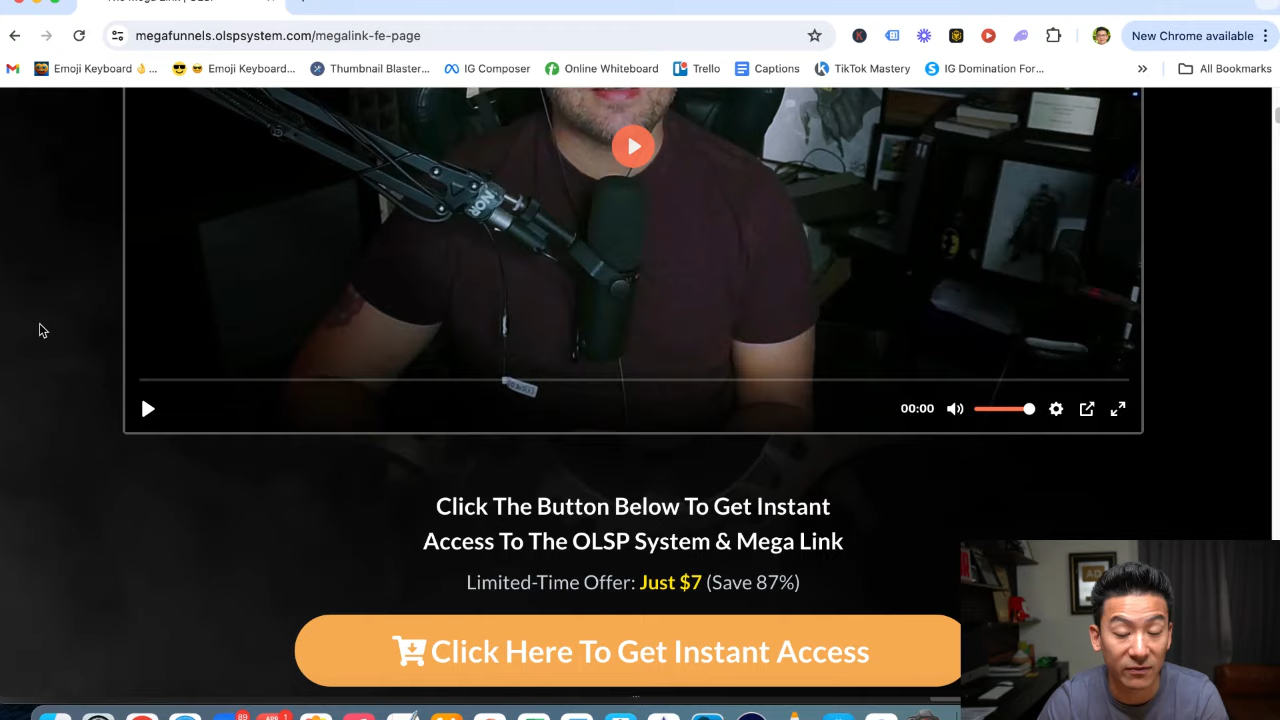 megafunnels.olspsystem.com/megalink-fe-page
New Chrome available
Emoji Keyboard 👌 ...
😎 Emoji Keyboard...
Thumbnail Blaster...
IG Composer
Online Whiteboard
Trello
Captions
TikTok Mastery
IG Domination For...
All Bookmarks
00:00
Click The Button Below To Get Instant
Access To The OLSP System & Mega Link
Limited-Time Offer: Just $7 (Save 87%)
Click Here To Get Instant Access
AD
89